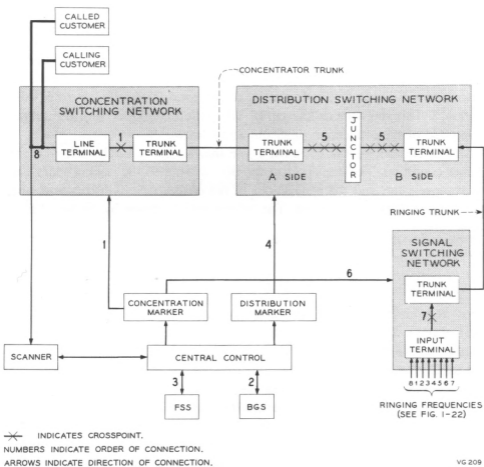 CALLED
CUSTOMER
CALLING
CUSTOMER
CONCENTRATOR TRUNK
CONCENTRATION
SWITCHING NETWORK
DISTRIBUTION SWITCHING NETWORK
LINE
TERMINAL
1
TRUNK
TERMINAL
8
TRUNK
TERMINAL
5
JUNCTOR
5
TRUNK
TERMINAL
A SIDE
B SIDE
RINGING TRUNK
1
4
6
SIGNAL
SWITCHING
NETWORK
TRUNK
TERMINAL
7
INPUT
TERMINAL
CONCENTRATION
MARKER
DISTRIBUTION
MARKER
SCANNER
CENTRAL CONTROL
3
2
FSS
BGS
8 1 2 3 4 5 6 7
RINGING FREQUENCIES
(SEE FIG. 1-22)
INDICATES CROSSPOINT.
NUMBERS INDICATE ORDER OF CONNECTION.
ARROWS INDICATE DIRECTION OF CONNECTION.
VG 209